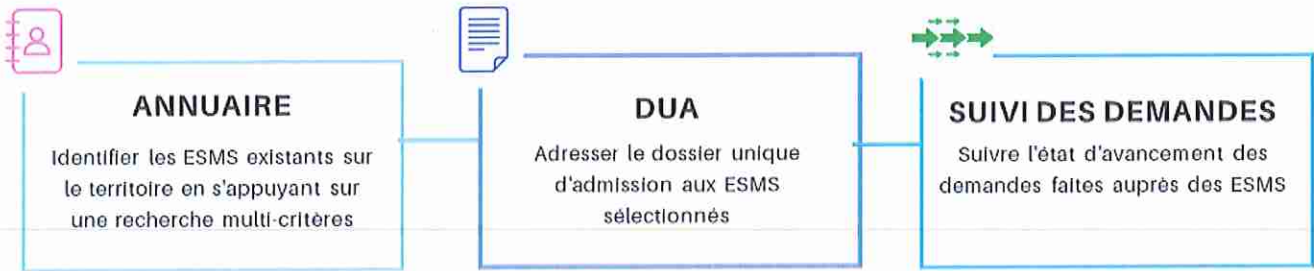 ANNUAIRE
Identifier les ESMS existants sur
le territoire en s'appuyant sur
une recherche multi-critères
DUA
Adresser le dossier unique
d'admission aux ESMS
sélectionnés
SUIVI DES DEMANDES
Suivre l'état d'avancement des
demandes faites auprès des ESMS